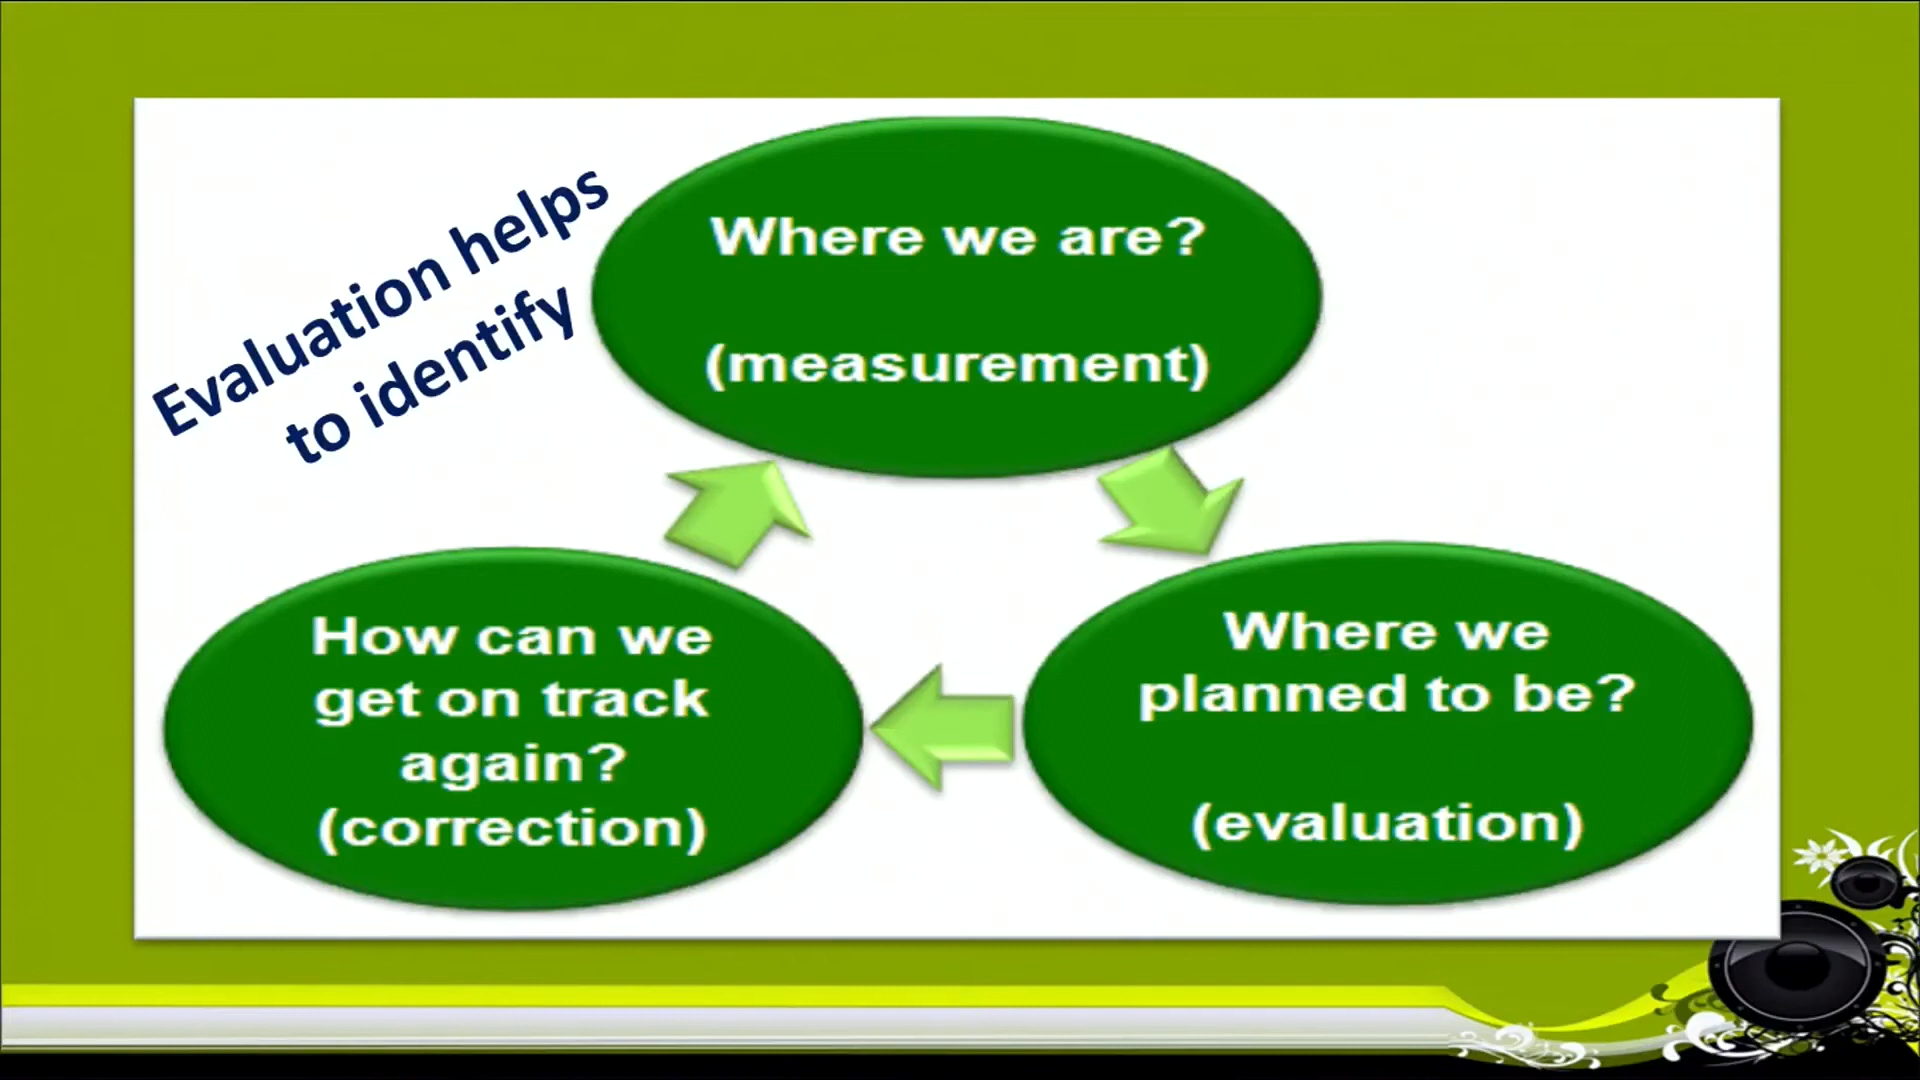 Evaluation helps
to identify
Where we are?
(measurement)
Where we
planned to be?
(evaluation)
How can we
get on track
again?
(correction)